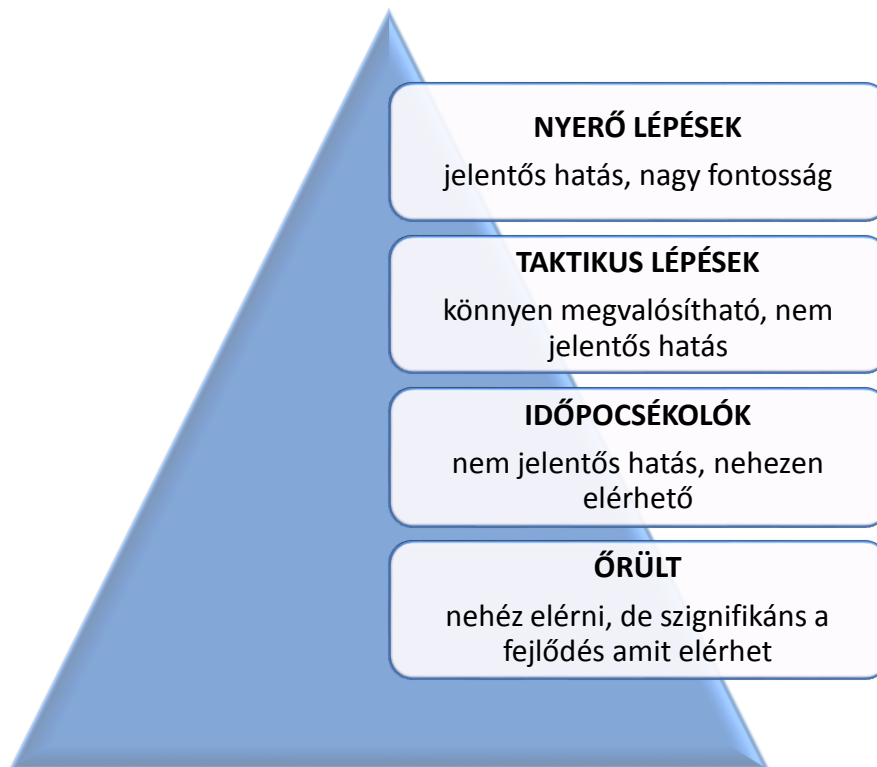 NYERŐ LÉPÉSEK
jelentős hatás, nagy fontosság
TAKTIKUS LÉPÉSEK
könnyen megvalósítható, nem
jelentős hatás
IDŐPOCSÉKOLÓK
nem jelentős hatás, nehezen
elérhető
ŐRÜLT
nehéz elérni, de szignifikáns a
fejlődés amit elérhet